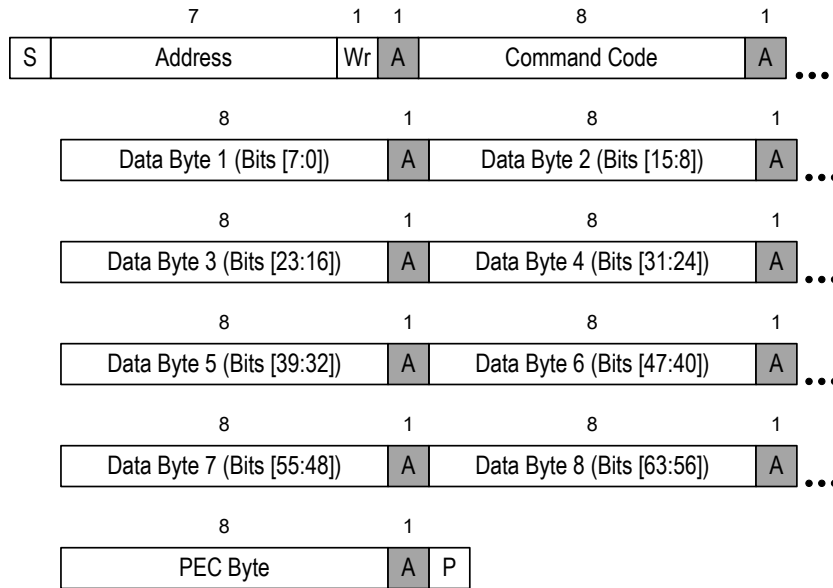 7 1 1 8 1
S Address Wr A Command Code A
8 1 8 1
Data Byte 1 (Bits [7:0]) A Data Byte 2 (Bits [15:8]) A
8 1 8 1
Data Byte 3 (Bits [23:16]) A Data Byte 4 (Bits [31:24]) A
8 1 8 1
Data Byte 5 (Bits [39:32]) A Data Byte 6 (Bits [47:40]) A
8 1 8 1
Data Byte 7 (Bits [55:48]) A Data Byte 8 (Bits [63:56]) A
8 1
PEC Byte A P